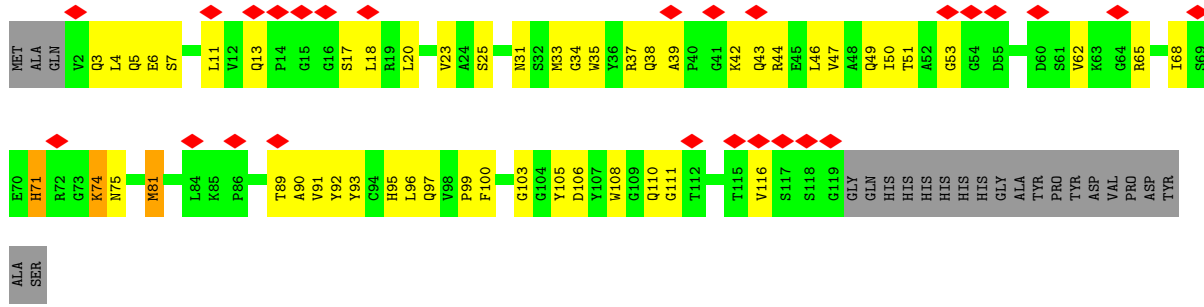 MET ALA GLN V2 Q3 L4 Q5 E6 S7 L11 V12 Q13 P14 G15 G16 S17 L18 R19 L20 V23 A24 S25 N31 S32 M33 G34 W35 Y36 R37 Q38 A39 P40 G41 K42 Q43 R44 E45 L46 V47 A48 Q49 I50 T51 A52 G53 G54 D55 D60 S61 V62 K63 G64 R65 I68 S69
E70 H71 R72 G73 K74 N75 M81 L84 K85 P86 T89 A90 V91 Y92 Y93 C94 H95 L96 Q97 V98 P99 F100 G103 G104 Y105 D106 Y107 W108 G109 Q110 G111 T112 T115 V116 S117 S118 G119 GLY GLN HIS HIS HIS HIS HIS HIS GLY ALA TYR PRO TYR ASP VAL PRO ASP TYR
ALA SER